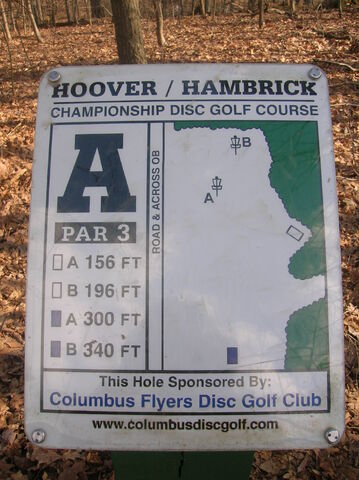 HOOVER / HAMBRICK
CHAMPIONSHIP DISC GOLF COURSE
A
PAR 3
A 156 FT
B 196 FT
A 300 FT
B 340 FT
ROAD & ACROSS OB
B
A
This Hole Sponsored By:
Columbus Flyers Disc Golf Club
www.columbusdiscgolf.com